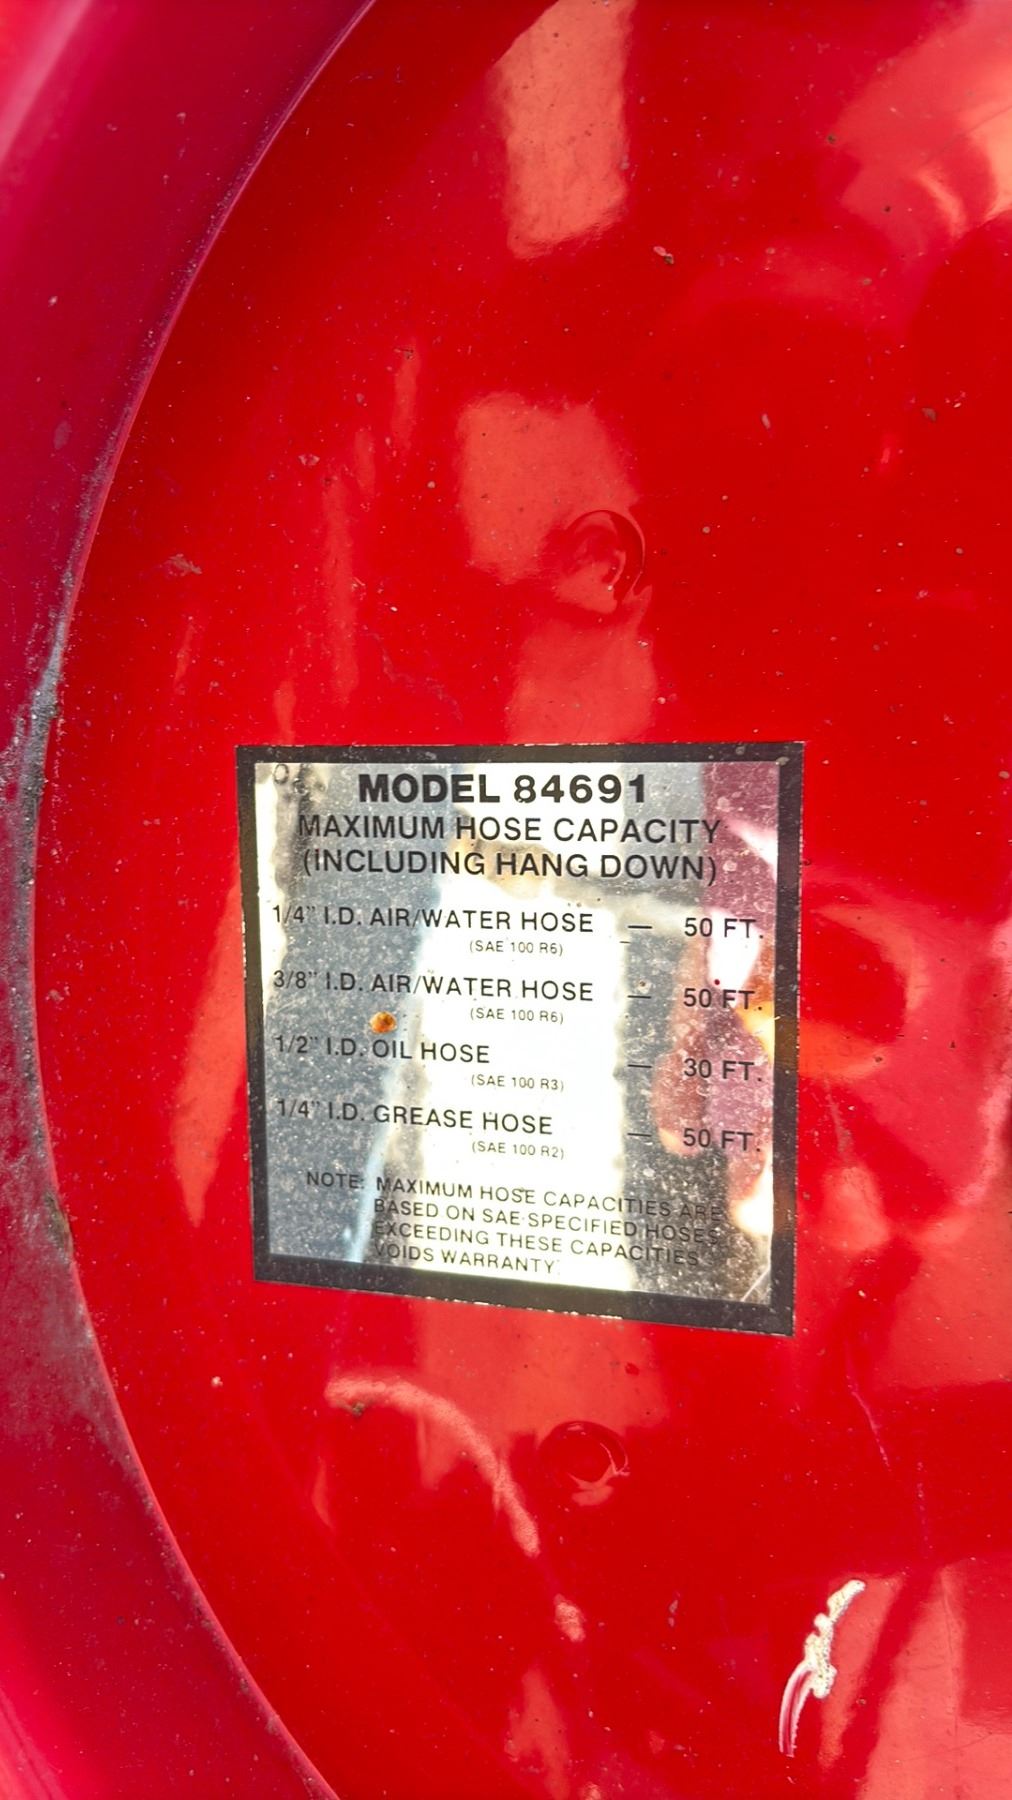 MODEL 84691
MAXIMUM HOSE CAPACITY
(INCLUDING HANG DOWN)
1/4" I.D. AIR/WATER HOSE — 50 FT.
(SAE 100 R6)
3/8" I.D. AIR/WATER HOSE — 50 FT.
(SAE 100 R6)
1/2" I.D. OIL HOSE — 30 FT.
(SAE 100 R3)
1/4" I.D. GREASE HOSE — 50 FT.
(SAE 100 R2)
NOTE: MAXIMUM HOSE CAPACITIES ARE
BASED ON SAE SPECIFIED HOSES
EXCEEDING THESE CAPACITIES
VOIDS WARRANTY.